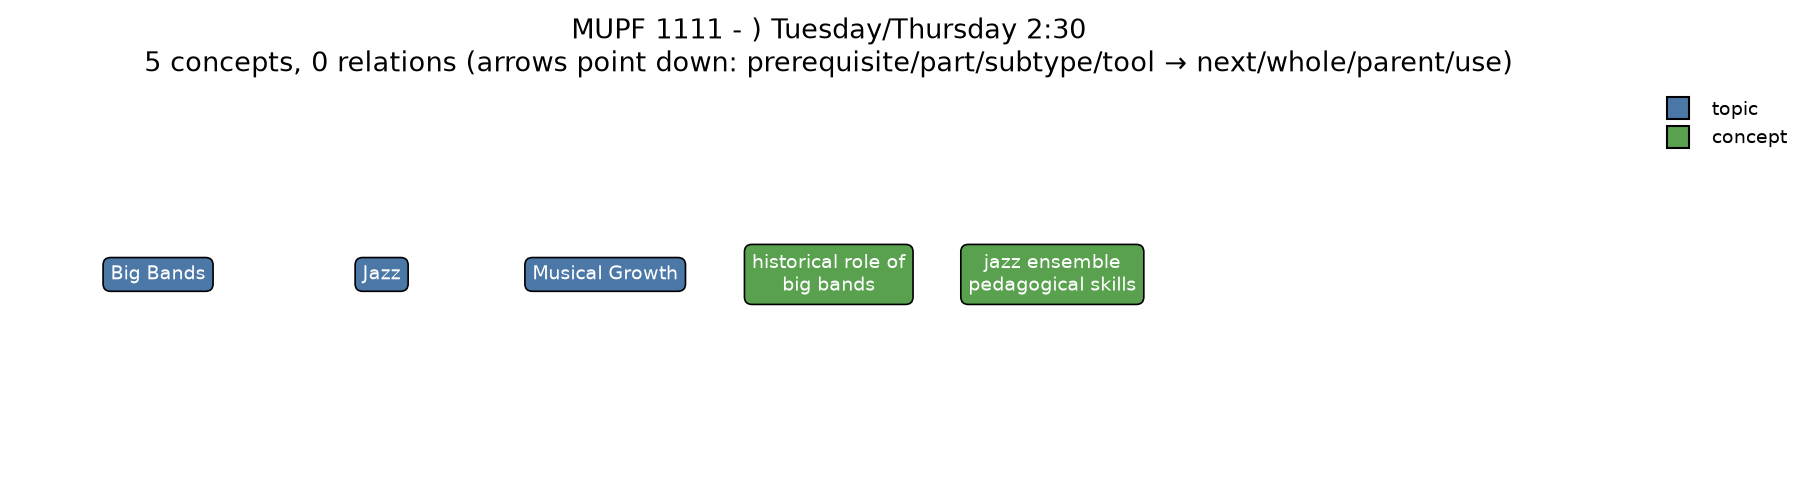 MUPF 1111 - ) Tuesday/Thursday 2:30
5 concepts, 0 relations (arrows point down: prerequisite/part/subtype/tool → next/whole/parent/use)
topic
concept
Big Bands
Jazz
Musical Growth
historical role of
big bands
jazz ensemble
pedagogical skills